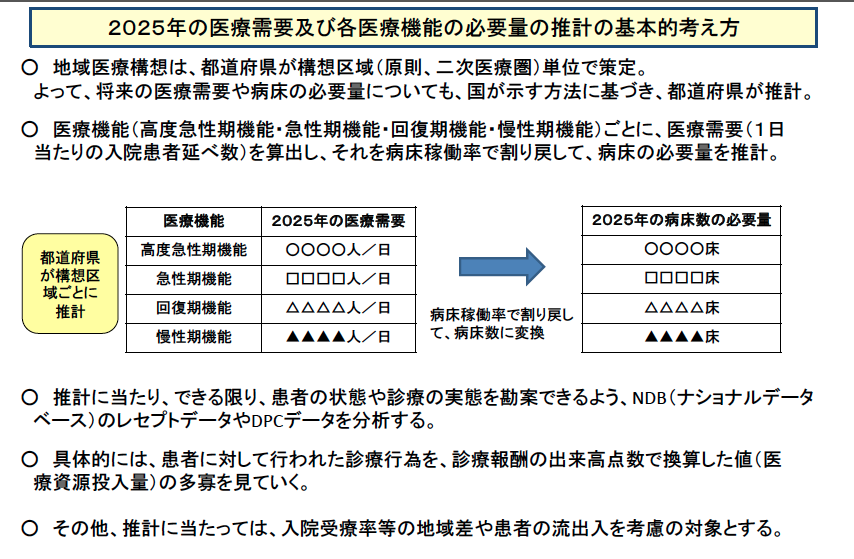 2025年の医療需要及び各医療機能の必要量の推計の基本的考え方
○ 地域医療構想は、都道府県が構想区域(原則、二次医療圏)単位で策定。
よって、将来の医療需要や病床の必要量についても、国が示す方法に基づき、都道府県が推計。
○ 医療機能(高度急性期機能・急性期機能・回復期機能・慢性期機能)ごとに、医療需要(1日
当たりの入院患者延べ数)を算出し、それを病床稼働率で割り戻して、病床の必要量を推計。
都道府県
が構想区
域ごとに
推計
医療機能 2025年の医療需要
高度急性期機能 ○○○○人/日
急性期機能 □□□□人/日
回復期機能 △△△△人/日
慢性期機能 ▲▲▲▲人/日
病床稼働率で割り戻し
て、病床数に変換
2025年の病床数の必要量
○○○○床
□□□□床
△△△△床
▲▲▲▲床
○ 推計に当たり、できる限り、患者の状態や診療の実態を勘案できるよう、NDB(ナショナルデータ
ベース)のレセプトデータやDPCデータを分析する。
○ 具体的には、患者に対して行われた診療行為を、診療報酬の出来高点数で換算した値(医
療資源投入量)の多寡を見ていく。
○ その他、推計に当たっては、入院受療率等の地域差や患者の流出入を考慮の対象とする。